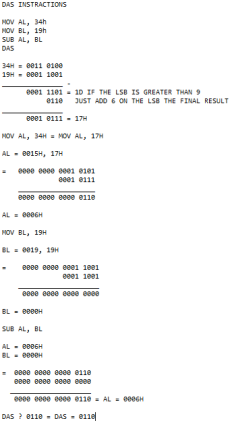 DAS INSTRACTIONS
MOV AL, 34h
MOV BL, 19h
SUB AL, BL
DAS
34H = 0011 0100
19H = 0001 1001
-
0001 1101 = 1D IF THE LSB IS GREATER THAN 9
0110 JUST ADD 6 ON THE LSB THE FINAL RESULT
0001 0111 = 17H
MOV AL, 34H = MOV AL, 17H
AL = 0015H, 17H
= 0000 0000 0001 0101
0001 0111
0000 0000 0000 0110
AL = 0006H
MOV BL, 19H
BL = 0019, 19H
= 0000 0000 0001 1001
0001 1001
0000 0000 0000 0000
BL = 0000H
SUB AL, BL
AL = 0006H
BL = 0000H
= 0000 0000 0000 0110
0000 0000 0000 0000
0000 0000 0000 0110 = AL = 0006H
DAS ? 0110 = DAS = 0110